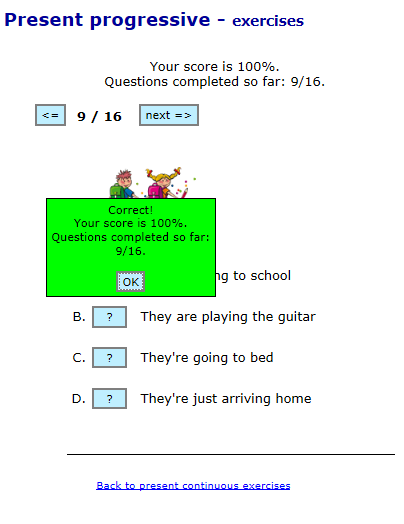 Present progressive - exercises
Your score is 100%.
Questions completed so far: 9/16.
<= 9 / 16 next =>
Correct!
Your score is 100%.
Questions completed so far:
9/16.
OK
to school
B. ? They are playing the guitar
C. ? They're going to bed
D. ? They're just arriving home
Back to present continuous exercises